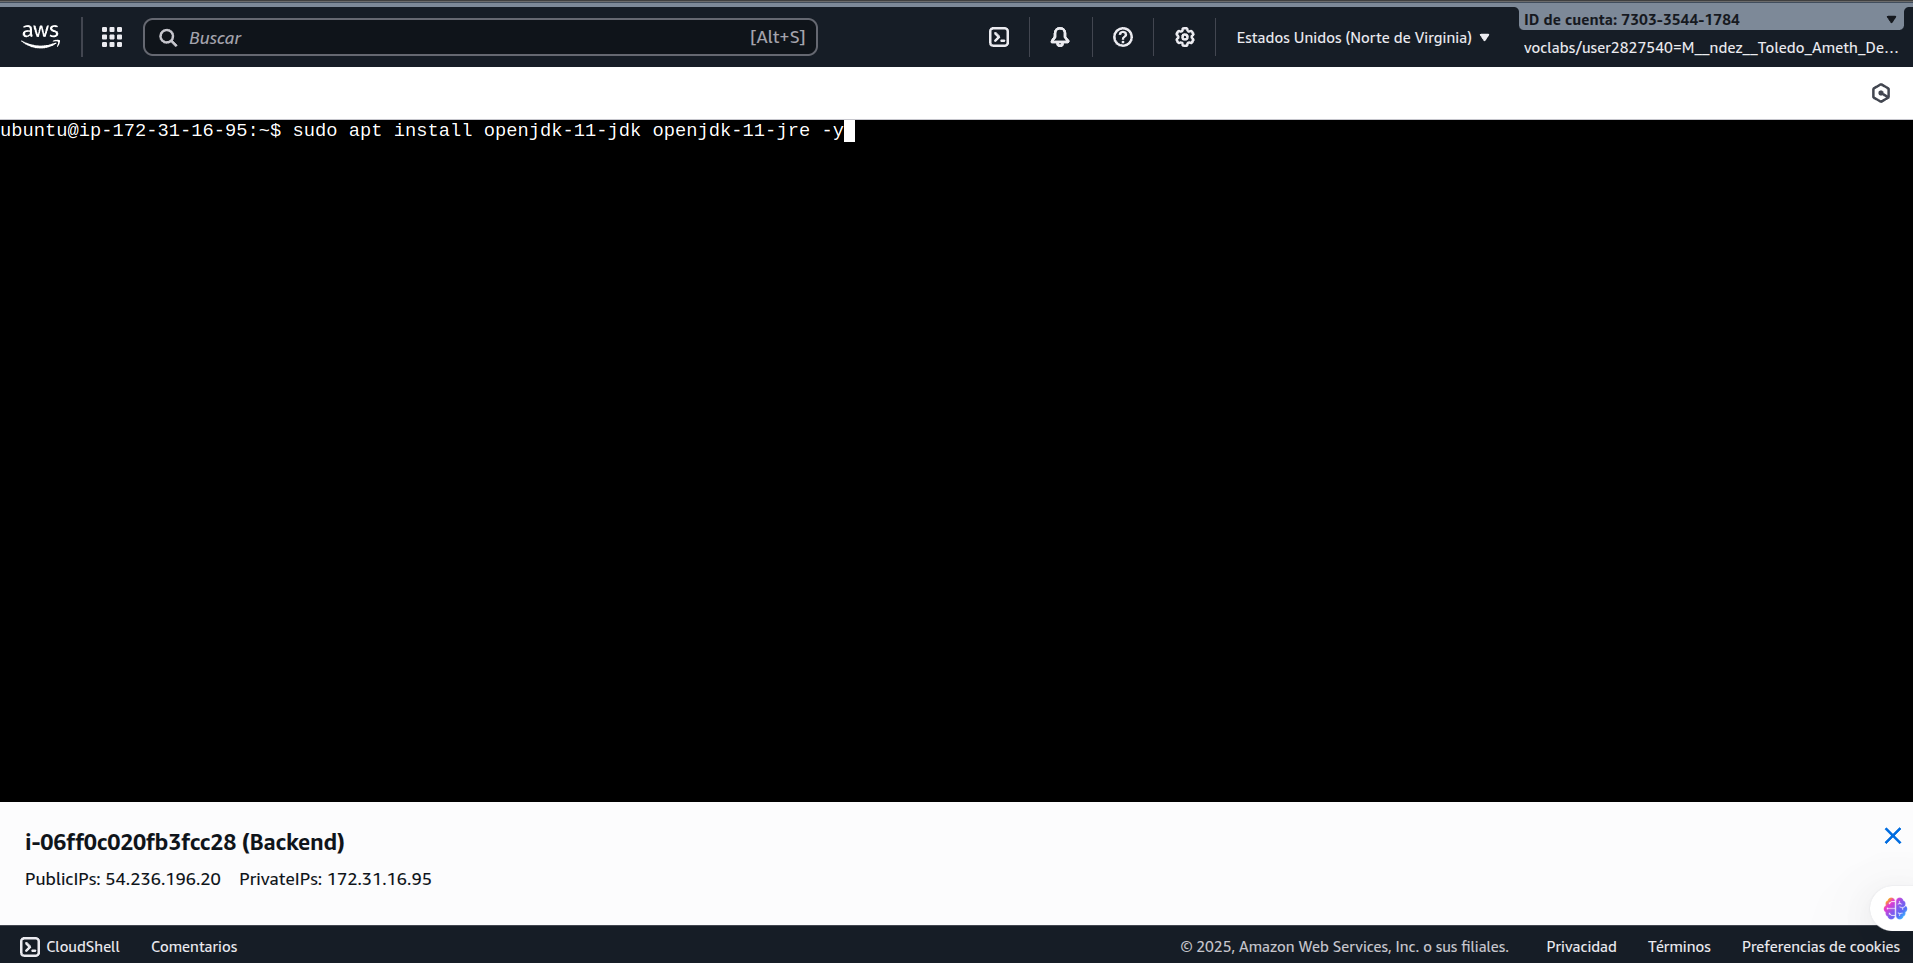 aws
Buscar [Alt+S]
Estados Unidos (Norte de Virginia)
ID de cuenta: 7303-3544-1784
voclabs/user2827540=M__ndez__Toledo_Ameth_De...
ubuntu@ip-172-31-16-95:~$ sudo apt install openjdk-11-jdk openjdk-11-jre -y
i-06ff0c020fb3fcc28 (Backend)
PublicIPs: 54.236.196.20 PrivateIPs: 172.31.16.95
CloudShell Comentarios © 2025, Amazon Web Services, Inc. o sus filiales. Privacidad Términos Preferencias de cookies